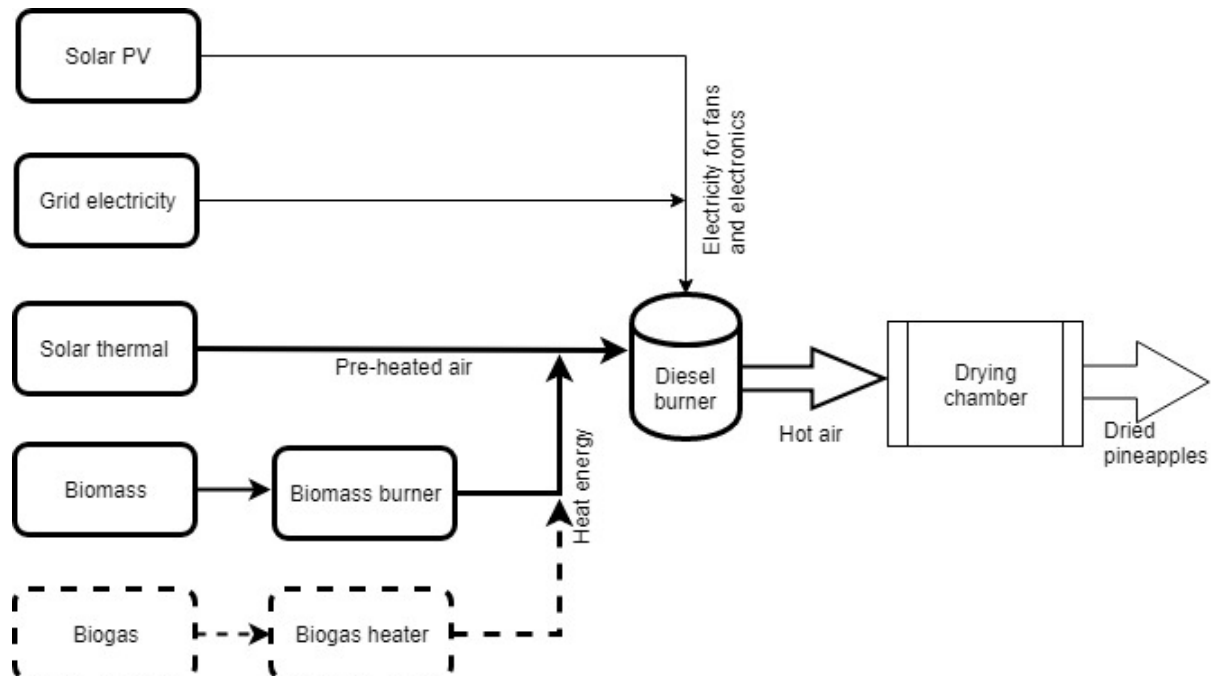 Solar PV
Electricity for fans
and electronics
Grid electricity
Solar thermal
Pre-heated air
Diesel
burner
Hot air
Drying
chamber
Dried
pineapples
Biomass
Biomass burner
Heat energy
Biogas
Biogas heater